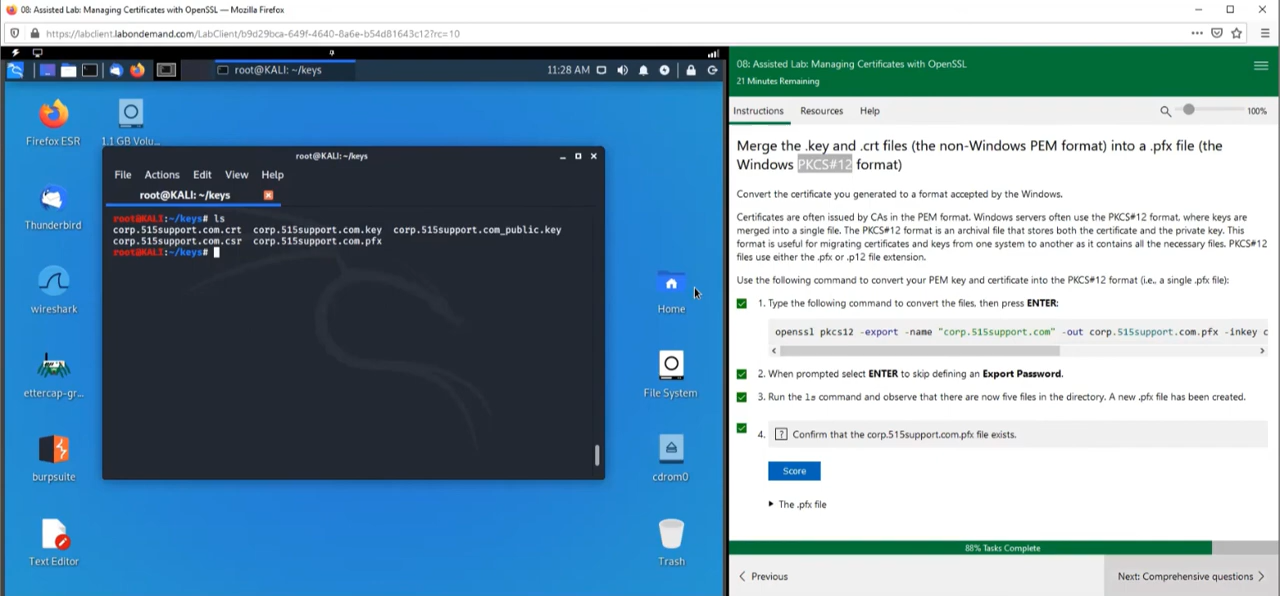 08: Assisted Lab: Managing Certificates with OpenSSL — Mozilla Firefox
https://labclient.labondemand.com/LabClient/b9d29bca-649f-4640-8a6e-b54d81643c12?rc=10
root@KALI: ~/keys
11:28 AM
Firefox ESR
1.1 GB Volu...
Thunderbird
wireshark
ettercap-gr...
burpsuite
Text Editor
root@KALI: ~/keys
File Actions Edit View Help
root@KALI: ~/keys
root@KALI:~/keys# ls
corp.515support.com.crt corp.515support.com.key corp.515support.com_public.key
corp.515support.com.csr corp.515support.com.pfx
root@KALI:~/keys#
Home
File System
cdrom0
Trash
08: Assisted Lab: Managing Certificates with OpenSSL
21 Minutes Remaining
Instructions Resources Help
100%
Merge the .key and .crt files (the non-Windows PEM format) into a .pfx file (the
Windows PKCS#12 format)
Convert the certificate you generated to a format accepted by the Windows.
Certificates are often issued by CAs in the PEM format. Windows servers often use the PKCS#12 format, where keys are
merged into a single file. The PKCS#12 format is an archival file that stores both the certificate and the private key. This
format is useful for migrating certificates and keys from one system to another as it contains all the necessary files. PKCS#12
files use either the .pfx or .p12 file extension.
Use the following command to convert your PEM key and certificate into the PKCS#12 format (i.e., a single .pfx file):
1. Type the following command to convert the files, then press ENTER:
openssl pkcs12 -export -name "corp.515support.com" -out corp.515support.com.pfx -inkey c
2. When prompted select ENTER to skip defining an Export Password.
3. Run the ls command and observe that there are now five files in the directory. A new .pfx file has been created.
4. ? Confirm that the corp.515support.com.pfx file exists.
Score
The .pfx file
88% Tasks Complete
Previous
Next: Comprehensive questions